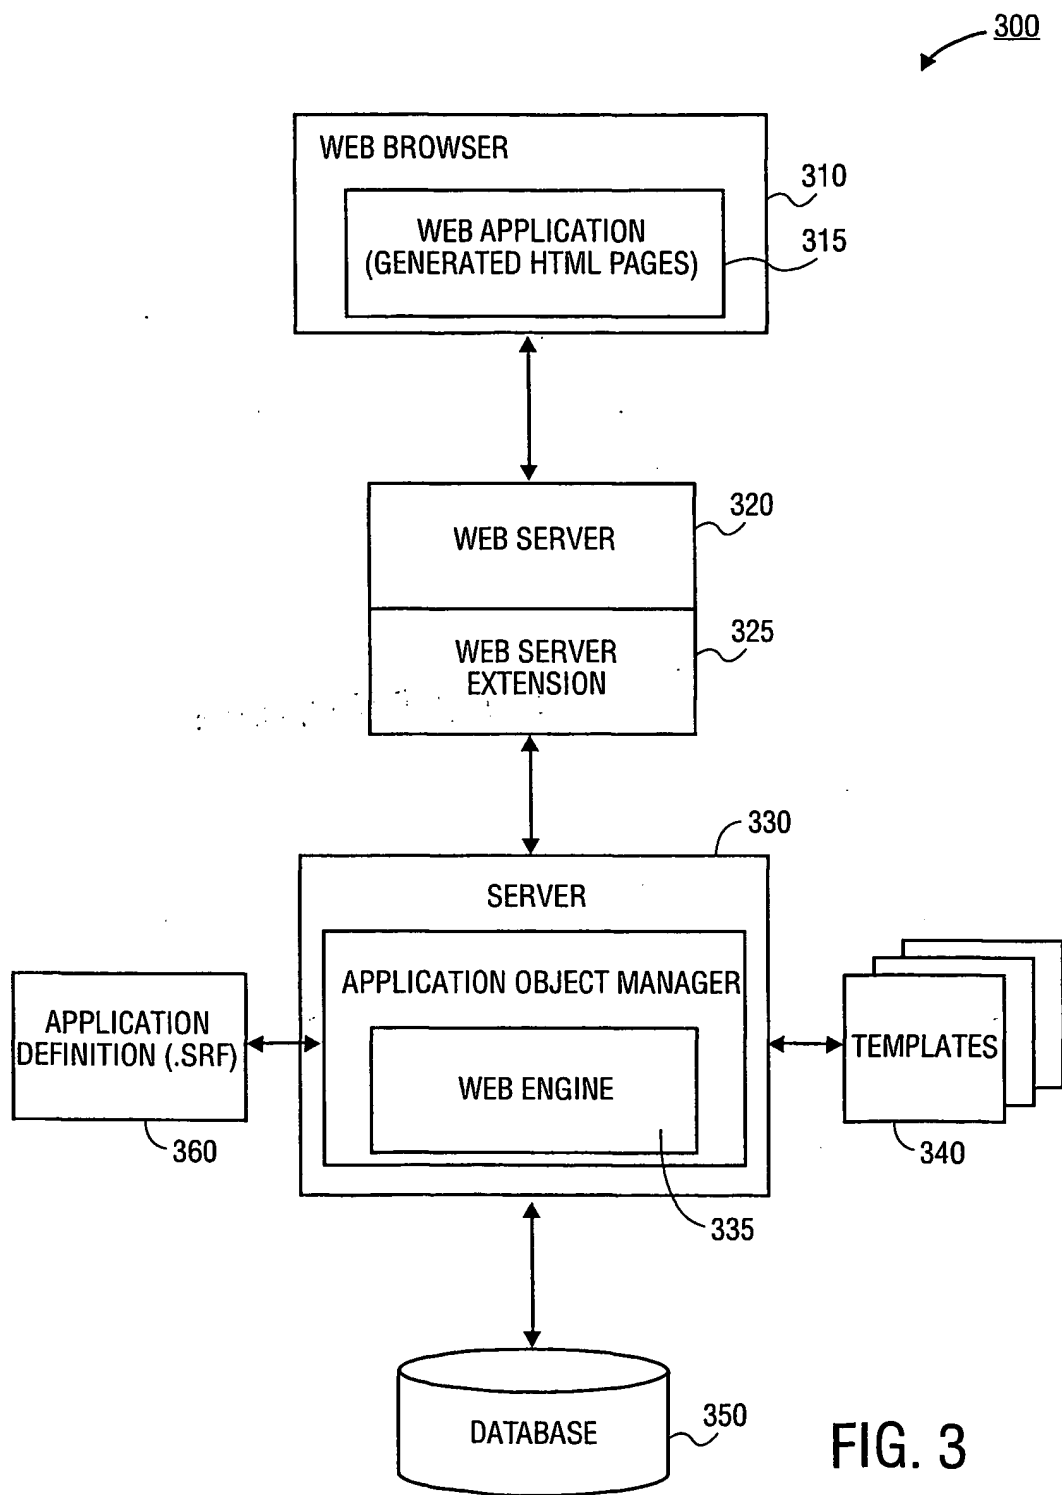 300
WEB BROWSER
310
WEB APPLICATION
(GENERATED HTML PAGES)
315
320
WEB SERVER
325
WEB SERVER
EXTENSION
330
SERVER
APPLICATION OBJECT MANAGER
APPLICATION
DEFINITION (.SRF)
360
WEB ENGINE
335
TEMPLATES
340
DATABASE
350
FIG. 3